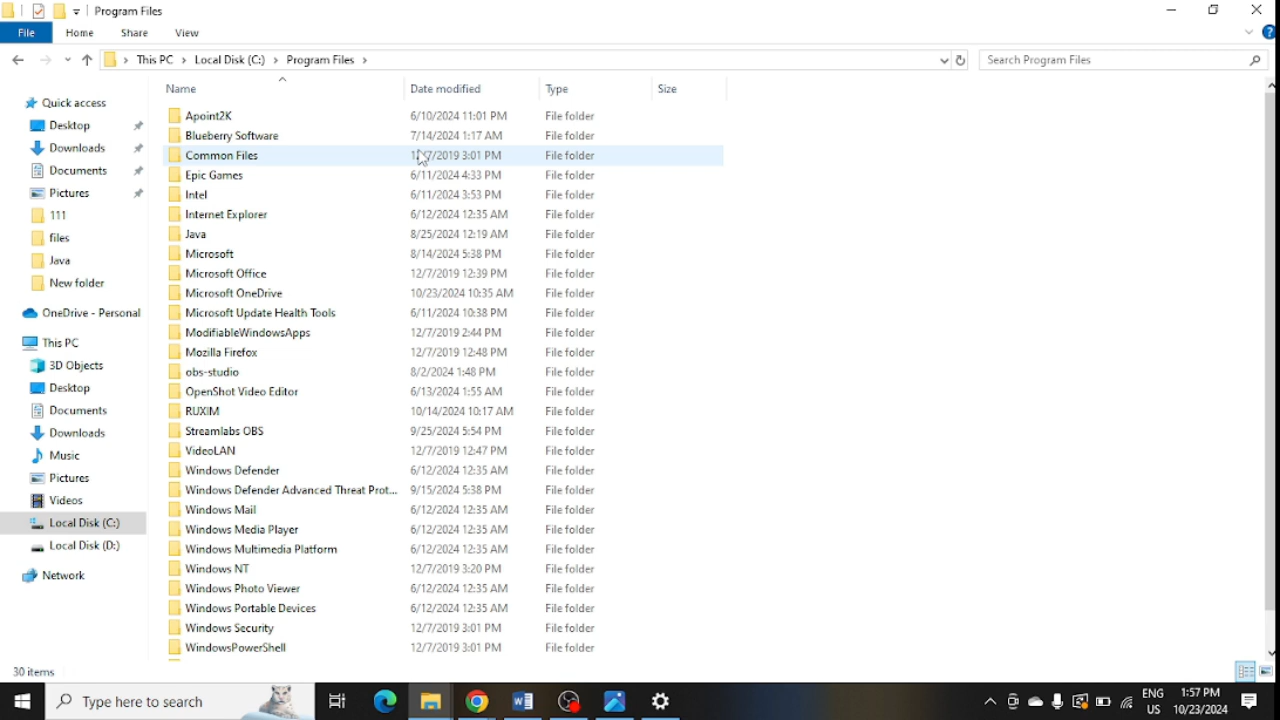 Program Files
File Home Share View
This PC Local Disk (C:) Program Files
Search Program Files
Name Date modified Type Size
Quick access
Desktop
Downloads
Documents
Pictures
111
files
Java
New folder
OneDrive - Personal
This PC
3D Objects
Desktop
Documents
Downloads
Music
Pictures
Videos
Local Disk (C:)
Local Disk (D:)
Network
Apoint2K 6/10/2024 11:01 PM File folder
Blueberry Software 7/14/2024 1:17 AM File folder
Common Files 12/7/2019 3:01 PM File folder
Epic Games 6/11/2024 4:33 PM File folder
Intel 6/11/2024 3:53 PM File folder
Internet Explorer 6/12/2024 12:35 AM File folder
Java 8/25/2024 12:19 AM File folder
Microsoft 8/14/2024 5:38 PM File folder
Microsoft Office 12/7/2019 12:39 PM File folder
Microsoft OneDrive 10/23/2024 10:35 AM File folder
Microsoft Update Health Tools 6/11/2024 10:38 PM File folder
ModifiableWindowsApps 12/7/2019 2:44 PM File folder
Mozilla Firefox 12/7/2019 12:48 PM File folder
obs-studio 8/2/2024 1:48 PM File folder
OpenShot Video Editor 6/13/2024 1:55 AM File folder
RUXIM 10/14/2024 10:17 AM File folder
Streamlabs OBS 9/25/2024 5:54 PM File folder
VideoLAN 12/7/2019 12:47 PM File folder
Windows Defender 6/12/2024 12:35 AM File folder
Windows Defender Advanced Threat Prot... 9/15/2024 5:38 PM File folder
Windows Mail 6/12/2024 12:35 AM File folder
Windows Media Player 6/12/2024 12:35 AM File folder
Windows Multimedia Platform 6/12/2024 12:35 AM File folder
Windows NT 12/7/2019 3:20 PM File folder
Windows Photo Viewer 6/12/2024 12:35 AM File folder
Windows Portable Devices 6/12/2024 12:35 AM File folder
Windows Security 12/7/2019 3:01 PM File folder
WindowsPowerShell 12/7/2019 3:01 PM File folder
30 items
Type here to search
ENG 1:57 PM
US 10/23/2024